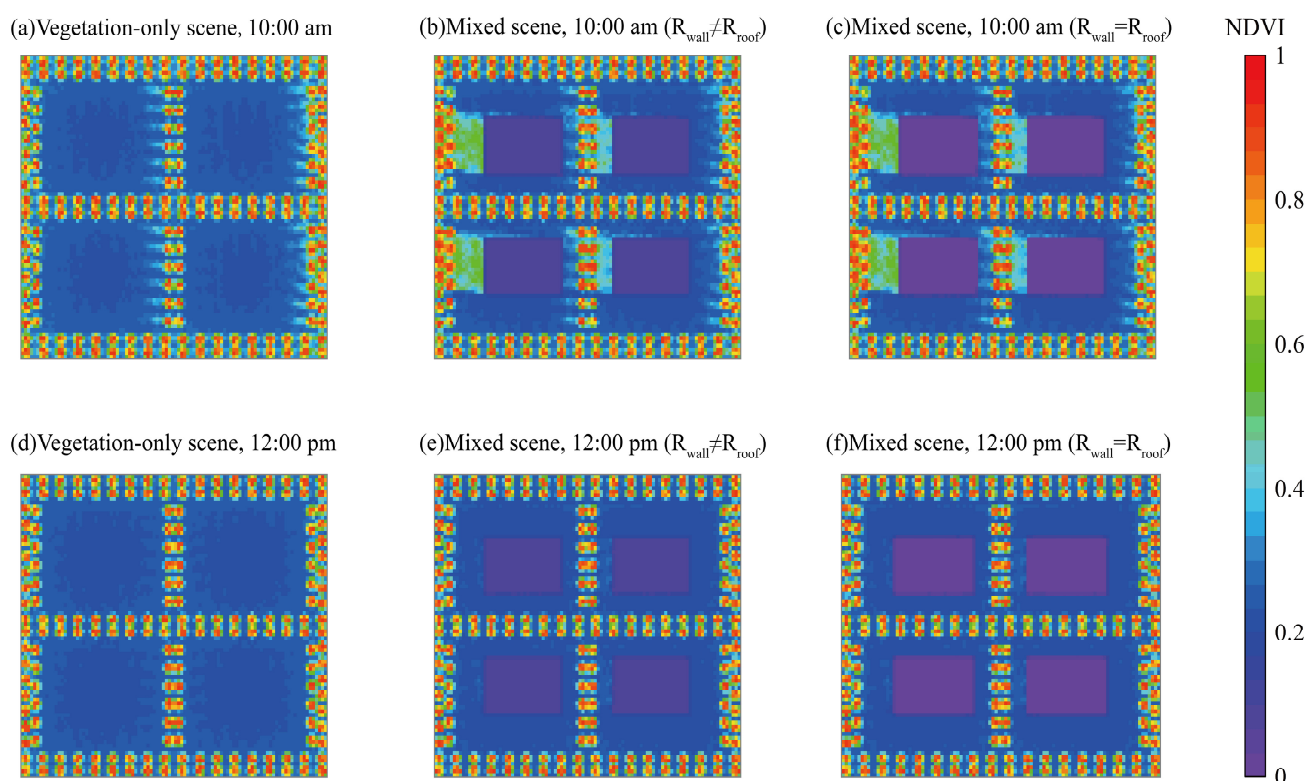 (a)Vegetation-only scene, 10:00 am
(b)Mixed scene, 10:00 am (Rwall≠Rroof)
(c)Mixed scene, 10:00 am (Rwall=Rroof)
NDVI
1
0.8
0.6
0.4
0.2
0
(d)Vegetation-only scene, 12:00 pm
(e)Mixed scene, 12:00 pm (Rwall≠Rroof)
(f)Mixed scene, 12:00 pm (Rwall=Rroof)